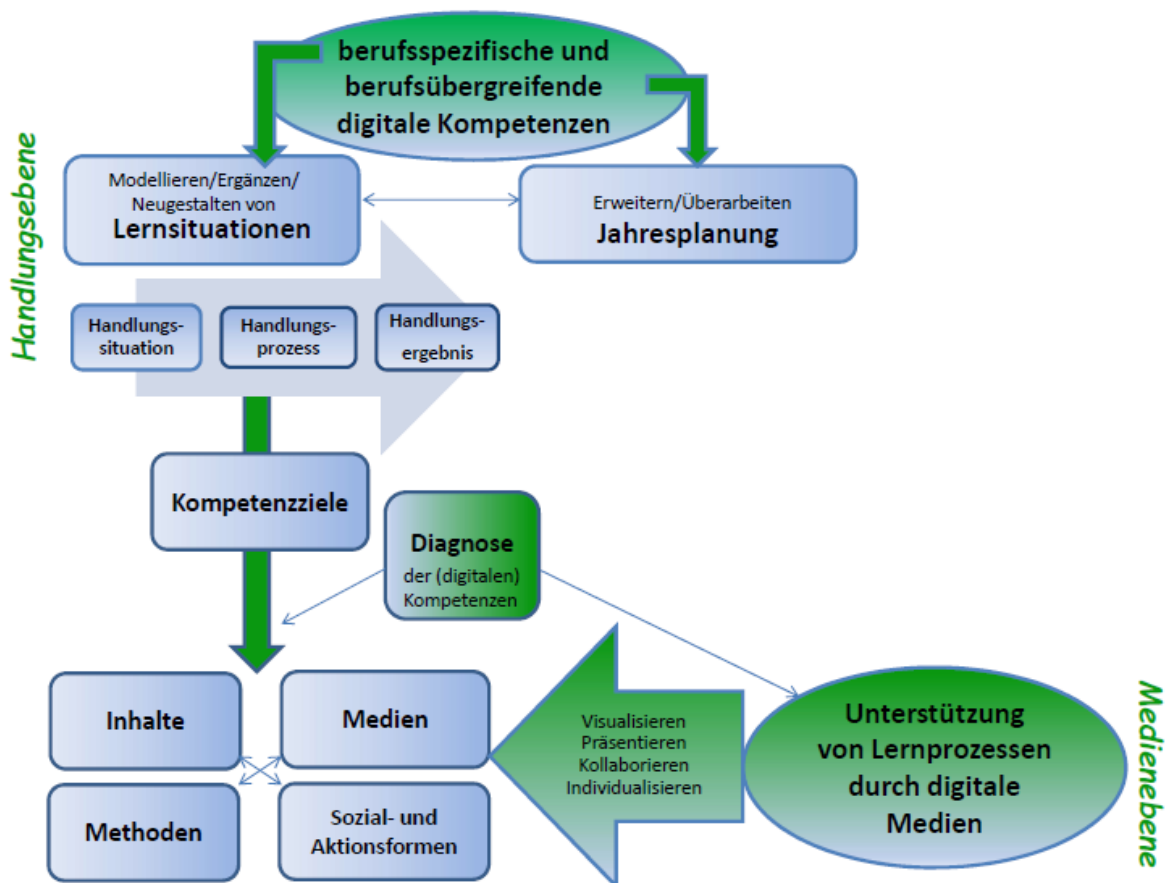 berufsspezifische und
berufsübergreifende
digitale Kompetenzen
Handlungsebene
Modellieren/Ergänzen/
Neugestalten von
Lernsituationen
Erweitern/Überarbeiten
Jahresplanung
Handlungs-
situation
Handlungs-
prozess
Handlungs-
ergebnis
Kompetenzziele
Diagnose
der (digitalen)
Kompetenzen
Inhalte
Medien
Methoden
Sozial- und
Aktionsformen
Visualisieren
Präsentieren
Kollaborieren
Individualisieren
Unterstützung
von Lernprozessen
durch digitale
Medien
Medienebene